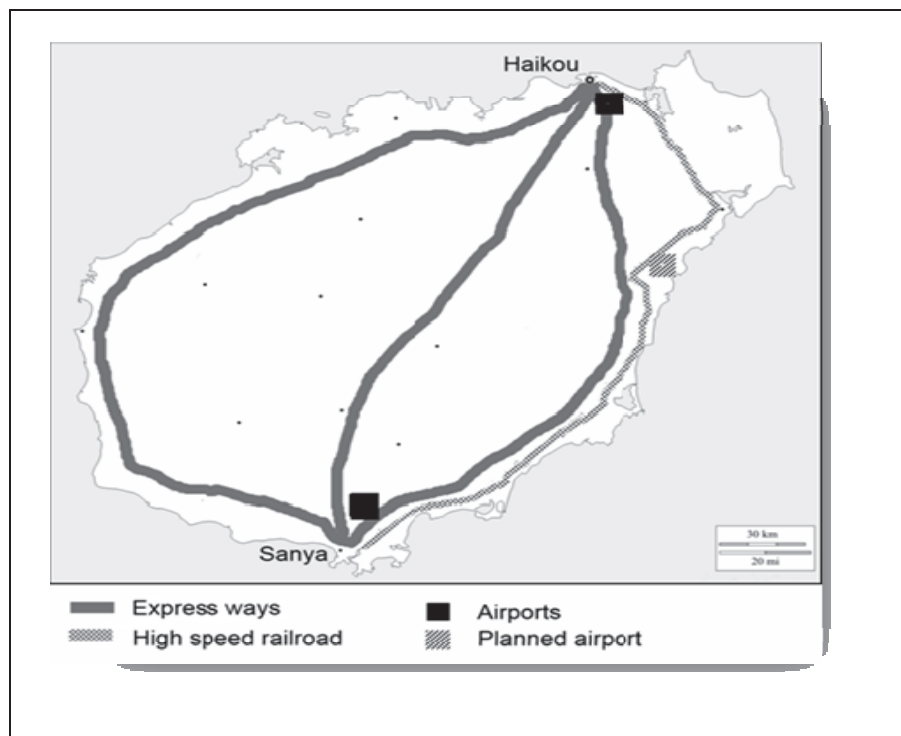 Haikou
Sanya
30 km
20 mi
Express ways
Airports
High speed railroad
Planned airport